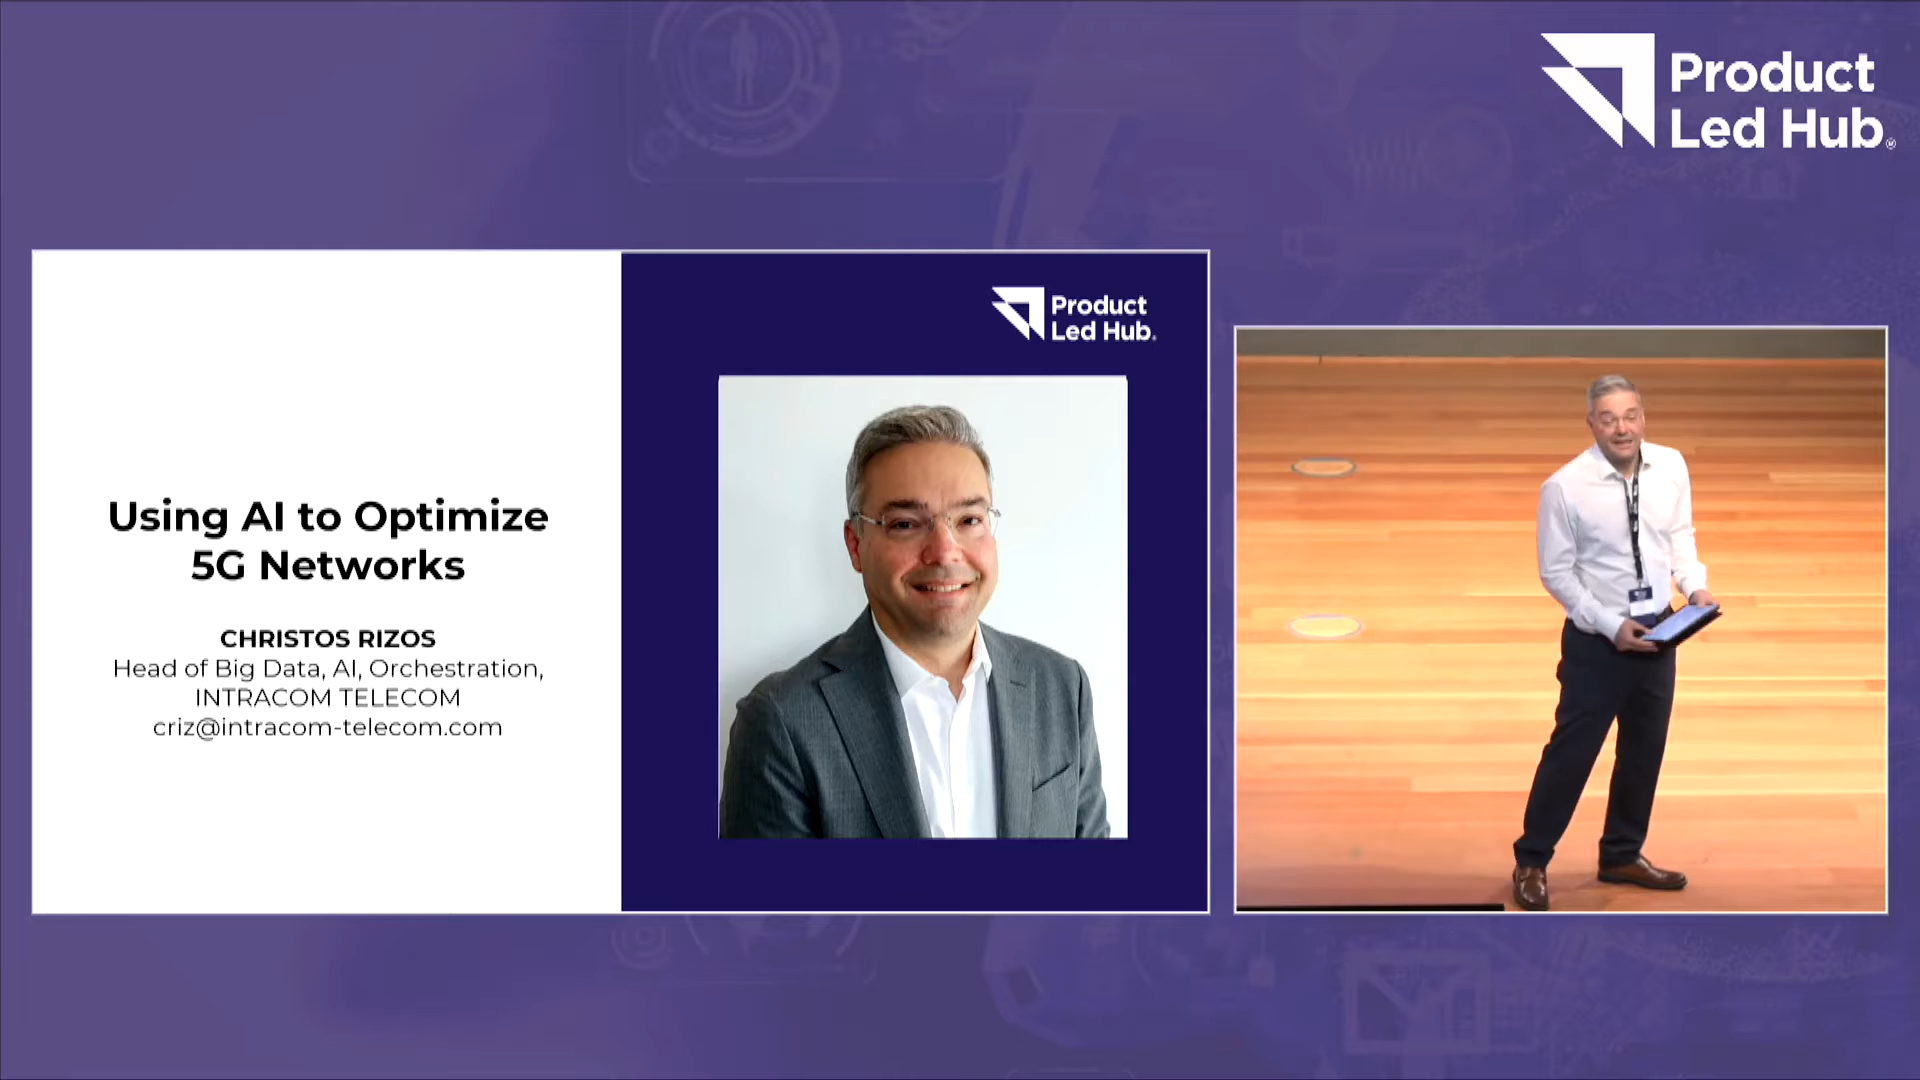 Product
Led Hub
Product
Led Hub
Using AI to Optimize
5G Networks
CHRISTOS RIZOS
Head of Big Data, AI, Orchestration,
INTRACOM TELECOM
criz@intracom-telecom.com